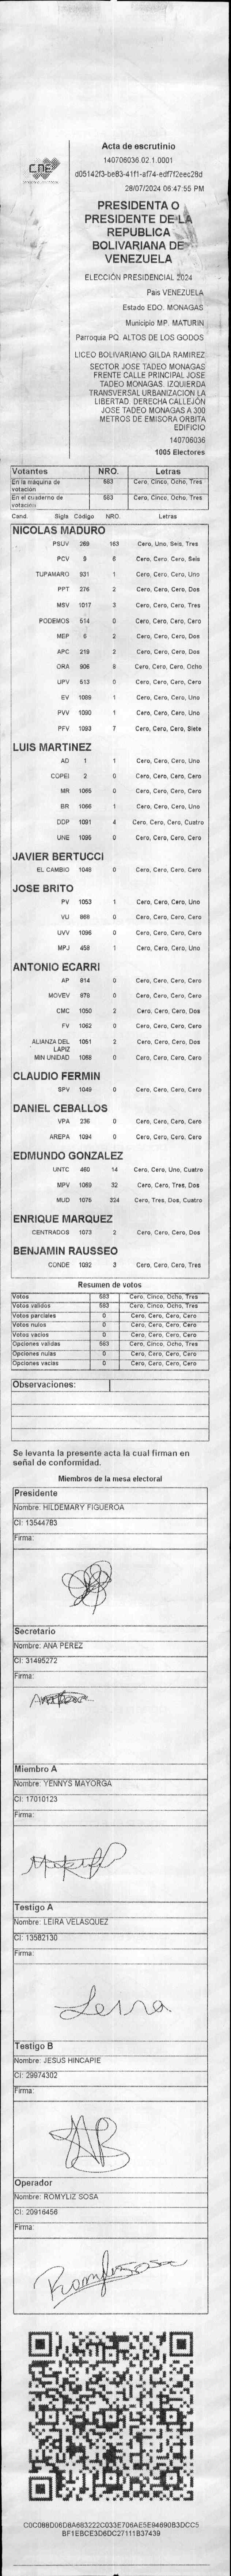 CNE
Acta de escrutinio
140706036.02.1.0001
d05142f3-be83-41f1-af74-edf7f2eec28d
28/07/2024 06:47:55 PM
PRESIDENTA O
PRESIDENTE DE LA
REPUBLICA
BOLIVARIANA DE
VENEZUELA
ELECCIÓN PRESIDENCIAL 2024
País VENEZUELA
Estado EDO. MONAGAS
Municipio MP. MATURIN
Parroquia PQ. ALTOS DE LOS GODOS
LICEO BOLIVARIANO GILDA RAMIREZ
SECTOR JOSE TADEO MONAGAS
FRENTE CALLE PRINCIPAL JOSE
TADEO MONAGAS. IZQUIERDA
TRANSVERSAL URBANIZACION LA
LIBERTAD. DERECHA CALLEJÓN
JOSE TADEO MONAGAS A 300
METROS DE EMISORA ORBITA
EDIFICIO
140706036
1005 Electores
Votantes NRO. Letras
En la máquina de votación 583 Cero, Cinco, Ocho, Tres
En el cuaderno de votación 583 Cero, Cinco, Ocho, Tres
Cand. Sigla Código NRO. Letras
NICOLAS MADURO
PSUV 269 163 Cero, Uno, Seis, Tres
PCV 9 6 Cero, Cero, Cero, Seis
TUPAMARO 931 1 Cero, Cero, Cero, Uno
PPT 276 2 Cero, Cero, Cero, Dos
MSV 1017 3 Cero, Cero, Cero, Tres
PODEMOS 514 0 Cero, Cero, Cero, Cero
MEP 6 2 Cero, Cero, Cero, Dos
APC 219 2 Cero, Cero, Cero, Dos
ORA 906 8 Cero, Cero, Cero, Ocho
UPV 513 0 Cero, Cero, Cero, Cero
EV 1089 1 Cero, Cero, Cero, Uno
PVV 1090 1 Cero, Cero, Cero, Uno
PFV 1093 7 Cero, Cero, Cero, Siete
LUIS MARTINEZ
AD 1 1 Cero, Cero, Cero, Uno
COPEI 2 0 Cero, Cero, Cero, Cero
MR 1065 0 Cero, Cero, Cero, Cero
BR 1066 1 Cero, Cero, Cero, Uno
DDP 1091 4 Cero, Cero, Cero, Cuatro
UNE 1095 0 Cero, Cero, Cero, Cero
JAVIER BERTUCCI
EL CAMBIO 1048 0 Cero, Cero, Cero, Cero
JOSE BRITO
PV 1053 1 Cero, Cero, Cero, Uno
VU 868 0 Cero, Cero, Cero, Cero
UVV 1096 0 Cero, Cero, Cero, Cero
MPJ 458 1 Cero, Cero, Cero, Uno
ANTONIO ECARRI
AP 814 0 Cero, Cero, Cero, Cero
MOVEV 978 0 Cero, Cero, Cero, Cero
CMC 1050 2 Cero, Cero, Cero, Dos
FV 1062 0 Cero, Cero, Cero, Cero
ALIANZA DEL LAPIZ 1051 2 Cero, Cero, Cero, Dos
MIN UNIDAD 1068 0 Cero, Cero, Cero, Cero
CLAUDIO FERMIN
SPV 1049 0 Cero, Cero, Cero, Cero
DANIEL CEBALLOS
VPA 236 0 Cero, Cero, Cero, Cero
AREPA 1094 0 Cero, Cero, Cero, Cero
EDMUNDO GONZALEZ
UNTC 460 14 Cero, Cero, Uno, Cuatro
MPV 1069 32 Cero, Cero, Tres, Dos
MUD 1076 324 Cero, Tres, Dos, Cuatro
ENRIQUE MARQUEZ
CENTRADOS 1073 2 Cero, Cero, Cero, Dos
BENJAMIN RAUSSEO
CONDE 1092 3 Cero, Cero, Cero, Tres
Resumen de votos
Votos 583 Cero, Cinco, Ocho, Tres
Votos válidos 583 Cero, Cinco, Ocho, Tres
Votos parciales 0 Cero, Cero, Cero, Cero
Votos nulos 0 Cero, Cero, Cero, Cero
Votos vacíos 0 Cero, Cero, Cero, Cero
Opciones válidas 583 Cero, Cinco, Ocho, Tres
Opciones nulas 0 Cero, Cero, Cero, Cero
Opciones vacías 0 Cero, Cero, Cero, Cero
Observaciones:
Se levanta la presente acta la cual firman en
señal de conformidad.
Miembros de la mesa electoral
Presidente
Nombre: HILDEMARY FIGUEROA
CI: 13544783
Firma:
Secretario
Nombre: ANA PEREZ
CI: 31495272
Firma:
Miembro A
Nombre: YENNYS MAYORGA
CI: 17010123
Firma:
Testigo A
Nombre: LEIRA VELASQUEZ
CI: 13582130
Firma:
Leira
Testigo B
Nombre: JESUS HINCAPIE
CI: 29974302
Firma:
Operador
Nombre: ROMYLIZ SOSA
CI: 20916456
Firma:
Romyliz sosa
C0C088D06D8A683222C033E706AE5E94690B3DCC5
BF1EBCE3D6DC27111B37439